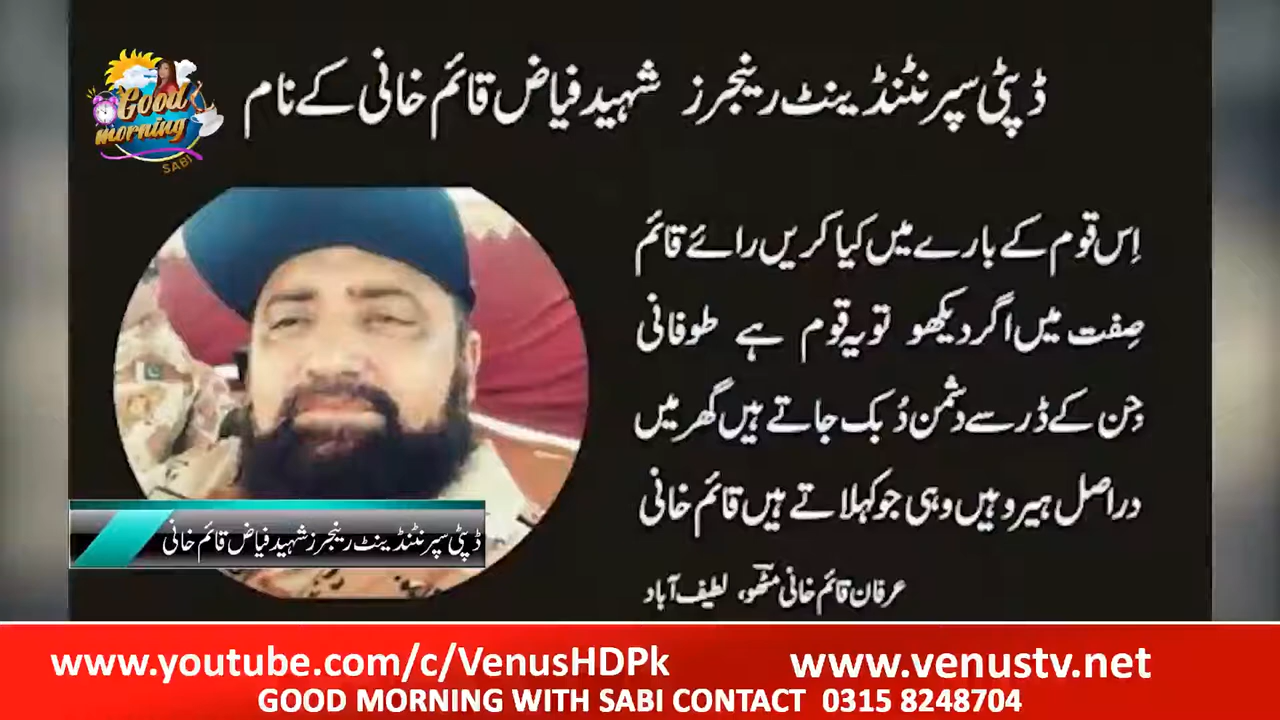 Good
morning
SABI
ڈپٹی سپرنٹنڈینٹ رینجرز شہید فیاض قائم خانی کے نام
اِس قوم کے بارے میں کیا کریں رائے قائم
صِفت میں اگر دیکھو تو یہ قوم ہے طوفانی
جِن کے ڈر سے دشمن دُبک جاتے ہیں گھر میں
دراصل ہیرو ہیں وہی جو کہلاتے ہیں قائم خانی
عرفان قائم خانی مٹھو، لطیف آباد
ڈپٹی سپرنٹنڈینٹ رینجرز شہید فیاض قائم خانی
www.youtube.com/c/VenusHDPk www.venustv.net
GOOD MORNING WITH SABI CONTACT 0315 8248704